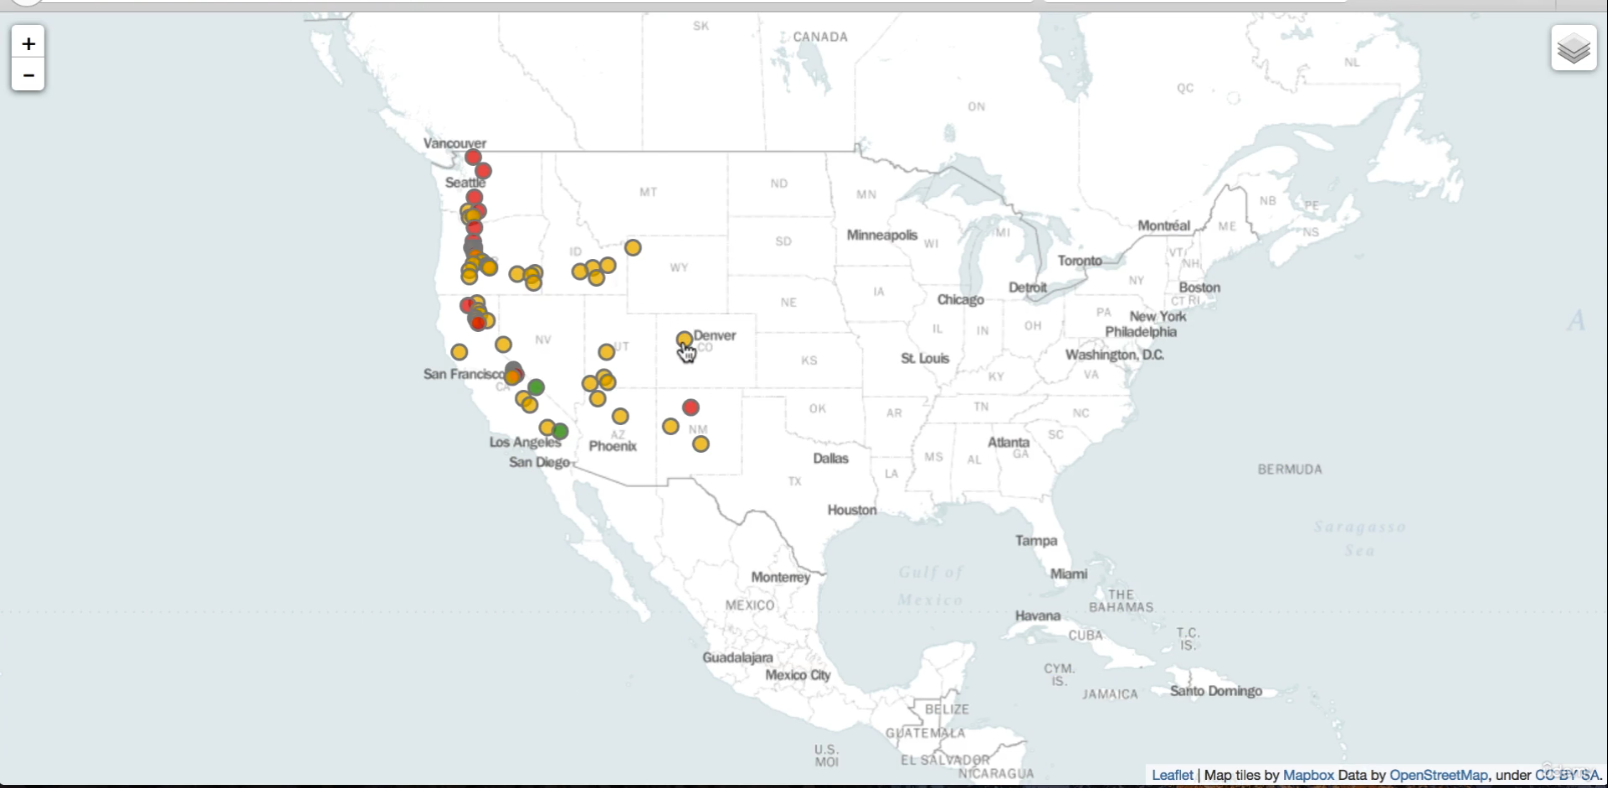 +
−
SK
CANADA
NL
QC
ON
Vancouver
Seattle
MT
ND
MN
NB
PE
NS
ME
Montréal
Minneapolis
WI
MI
SD
ID
WY
Toronto
VT
NH
NY
Boston
CT RI
Detroit
Chicago
IA
NE
PA
New York
Philadelphia
IL
IN
OH
NV
UT
Denver
CO
KS
St. Louis
Washington, D.C.
VA
KY
San Francisco
CA
OK
AR
TN
NC
SC
AZ
NM
Los Angeles
Phoenix
San Diego
Dallas
MS
AL
Atlanta
GA
LA
TX
BERMUDA
Houston
Saragasso
Sea
Tampa
Miami
Gulf of
Mexico
Monterrey
MEXICO
THE
BAHAMAS
Havana
CUBA
T.C.
IS.
Guadalajara
Mexico City
CYM.
IS.
JAMAICA
Santo Domingo
BELIZE
GUATEMALA
U.S.
MOI
EL SALVADOR
NICARAGUA
A
Leaflet | Map tiles by Mapbox Data by OpenStreetMap, under CC BY SA.